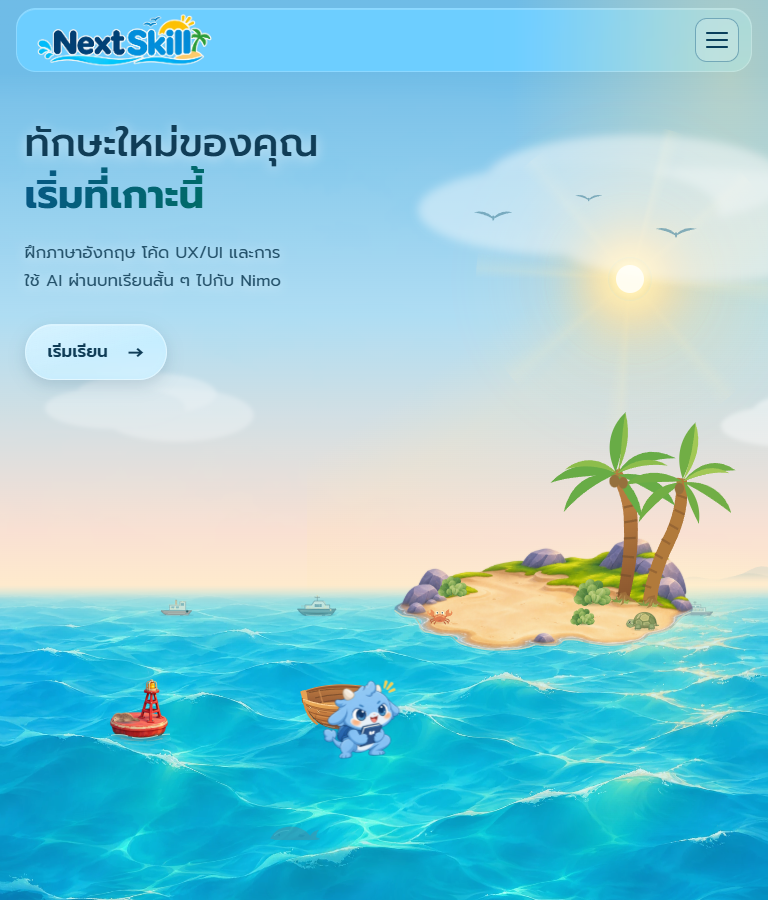 NextSkill
ทักษะใหม่ของคุณ
เริ่มที่เกาะนี้
ฝึกภาษาอังกฤษ โค้ด UX/UI และการ
ใช้ AI ผ่านบทเรียนสั้น ๆ ไปกับ Nimo
เริ่มเรียน →